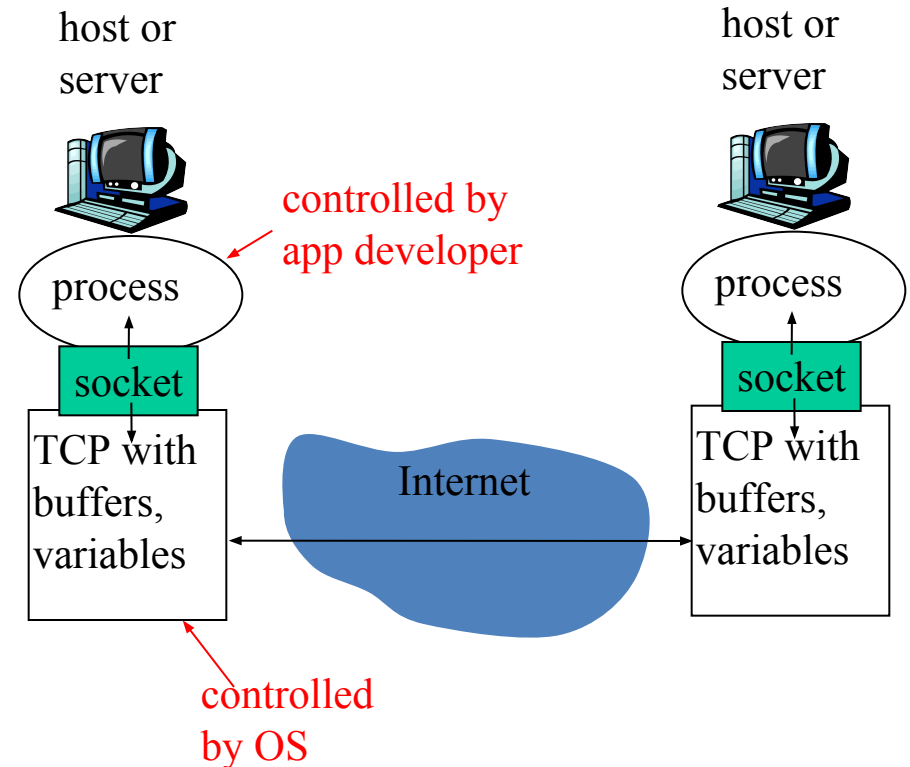 host or
server
host or
server
controlled by
app developer
process
process
socket
socket
TCP with
buffers,
variables
Internet
TCP with
buffers,
variables
controlled
by OS